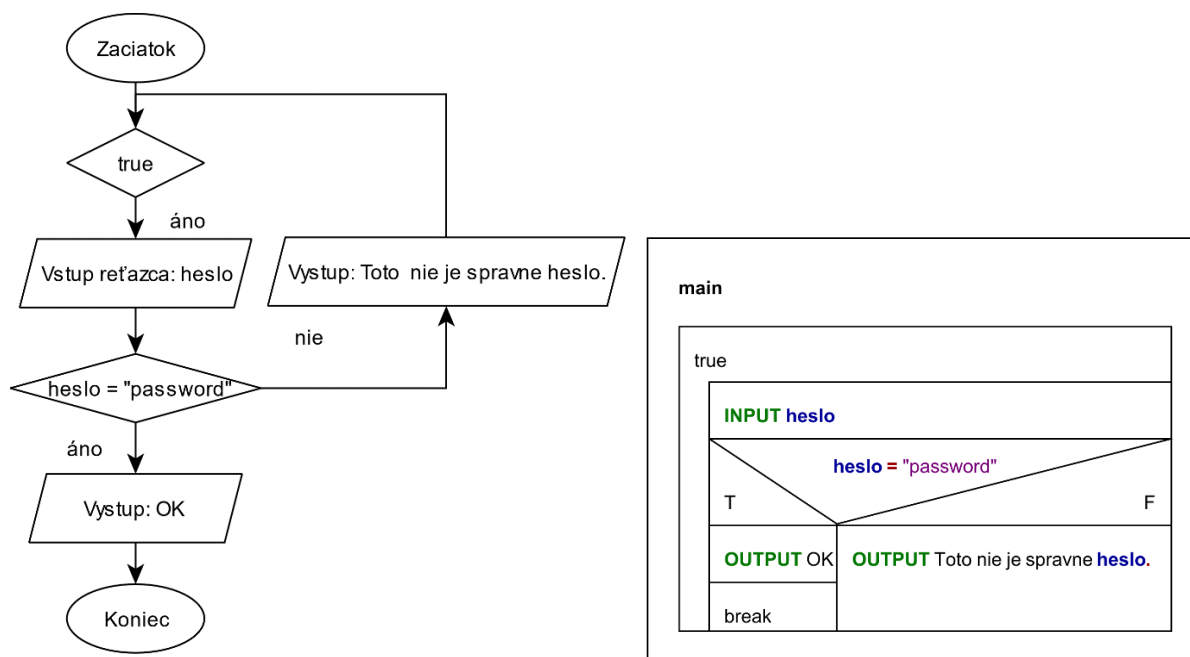 Zaciatok
true
áno
Vstup reťazca: heslo
Vystup: Toto nie je spravne heslo.
nie
heslo = "password"
áno
Vystup: OK
Koniec
main
true
INPUT heslo
heslo = "password"
T
F
OUTPUT OK
OUTPUT Toto nie je spravne heslo.
break